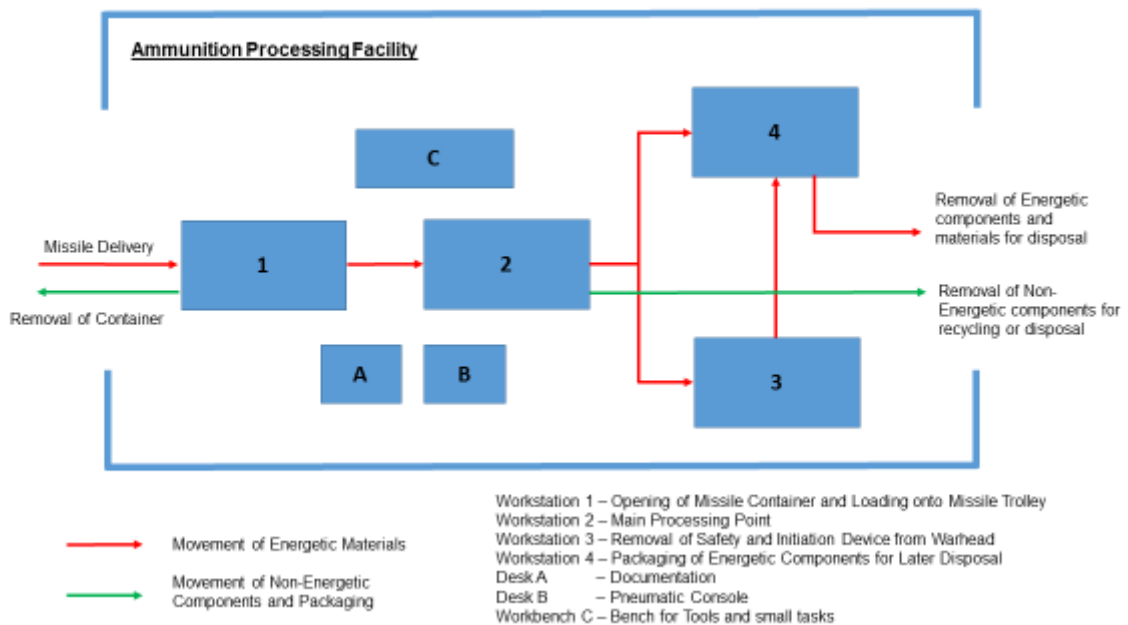 Ammunition Processing Facility
C
4
Missile Delivery
1
2
Removal of Energetic
components and
materials for disposal
Removal of Container
Removal of Non-
Energetic components for
recycling or disposal
A
B
3
Movement of Energetic Materials
Movement of Non-Energetic
Components and Packaging
Workstation 1 – Opening of Missile Container and Loading onto Missile Trolley
Workstation 2 – Main Processing Point
Workstation 3 – Removal of Safety and Initiation Device from Warhead
Workstation 4 – Packaging of Energetic Components for Later Disposal
Desk A – Documentation
Desk B – Pneumatic Console
Workbench C – Bench for Tools and small tasks